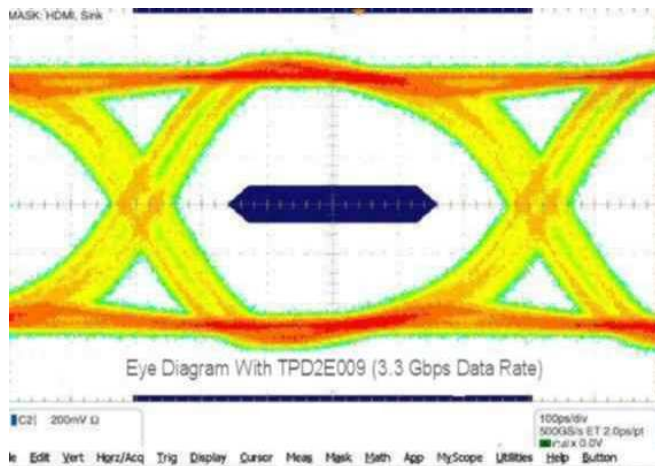 MASK: HDMI, Sink
Eye Diagram With TPD2E009 (3.3 Gbps Data Rate)
C2 200mV Ω
100ps/div
500GS/s ET 2.0ps/pt
0.0V
Edit Vert Horz/Acq Trig Display Cursor Meas Mask Math App MyScope Utilities Help Button